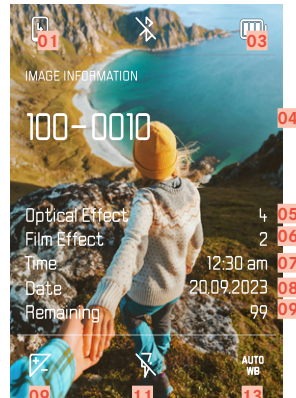 01
03
IMAGE INFORMATION
100-0010
04
Optical Effect 4 05
Film Effect 2 06
Time 12:30 am 07
Date 20.09.2023 08
Remaining 99 09
AUTO
WB
11
13